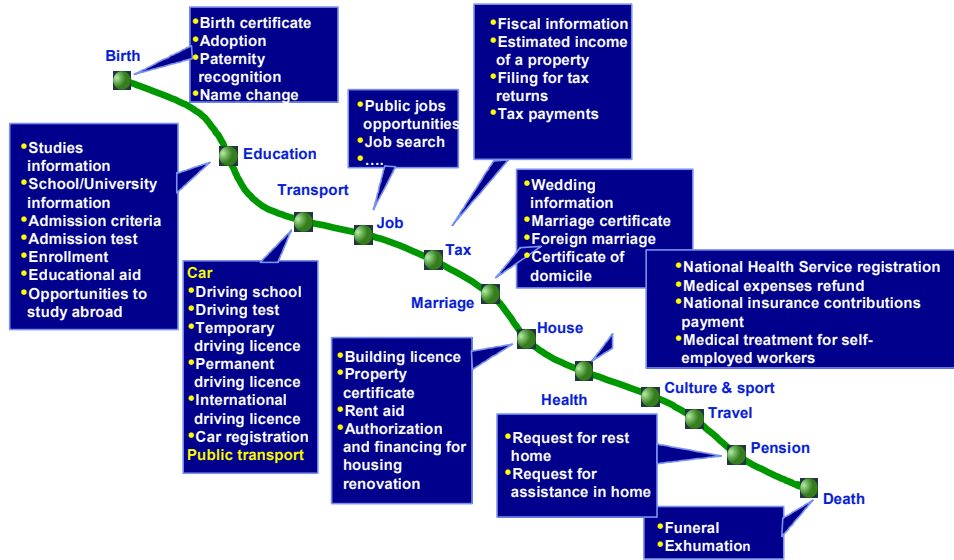 Birth
•Birth certificate
•Adoption
•Paternity
recognition
•Name change
Education
•Studies
information
•School/University
information
•Admission criteria
•Admission test
•Enrollment
•Educational aid
•Opportunities to
study abroad
Transport
Car
•Driving school
•Driving test
•Temporary
driving licence
•Permanent
driving licence
•International
driving licence
•Car registration
Public transport
Job
•Public jobs
opportunities
•Job search
•....
Tax
•Fiscal information
•Estimated income
of a property
•Filing for tax
returns
•Tax payments
Marriage
•Wedding
information
•Marriage certificate
•Foreign marriage
•Certificate of
domicile
House
•Building licence
•Property
certificate
•Rent aid
•Authorization
and financing for
housing
renovation
Health
•National Health Service registration
•Medical expenses refund
•National insurance contributions
payment
•Medical treatment for self-
employed workers
Culture & sport
Travel
Pension
•Request for rest
home
•Request for
assistance in home
Death
•Funeral
•Exhumation